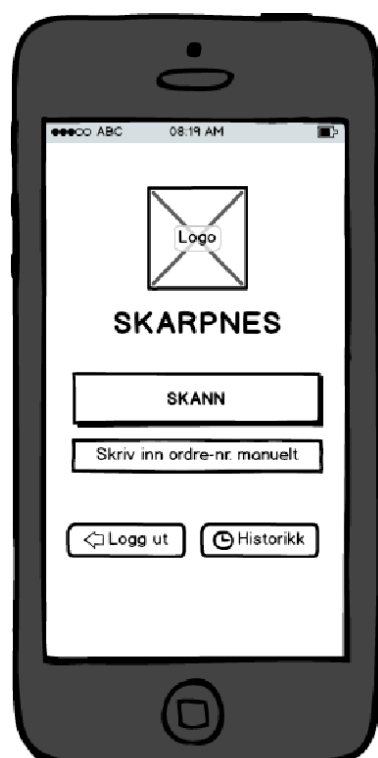 ABC 08:19 AM
Logo
SKARPNES
SKANN
Skriv inn ordre-nr. manuelt
Logg ut Historikk